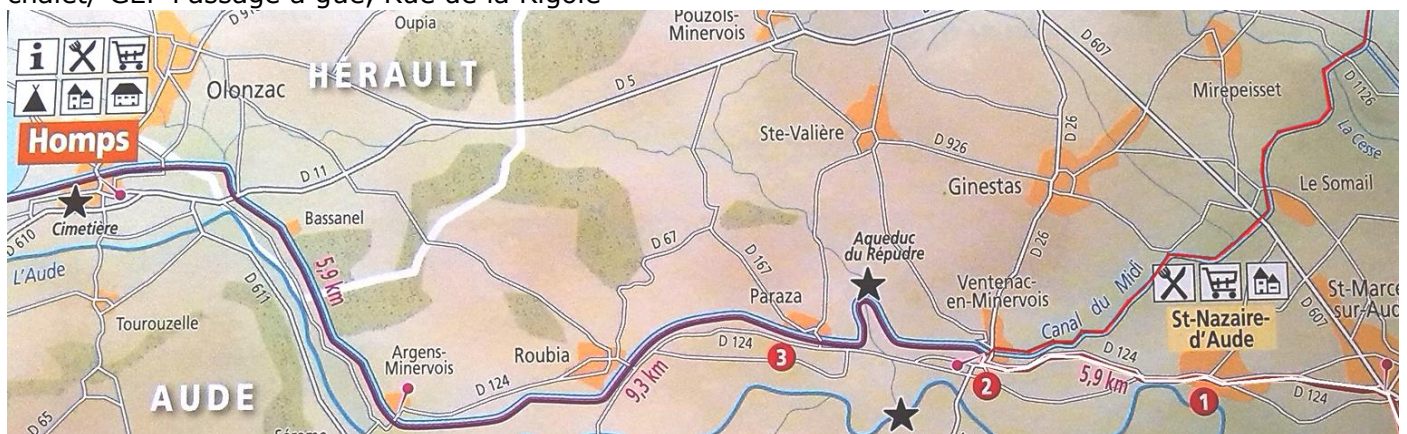 chalet/ GEP Passage à gué, Rue de la Rigole
Oupia
Pouzols-
Minervois
D 607
HÉRAULT
Olonzac
D 5
Mirepeisset
D 1126
La Cesse
Homps
Ste-Valière
D 926
D 26
Ginestas
Le Somail
D 11
Cimetière
D 610
Bassanel
L'Aude
D 611
5,9 km
D 67
D 167
Aqueduc
du Répudre
D 26
Ventenac-
en-Minervois
Canal du Midi
Paraza
St-Nazaire-
d'Aude
D 607
Tourouzelle
Argens-
Minervois
Roubia
D 124
D 124
3
9,3 km
2
D 124
5,9 km
1
D 124
AUDE
D 65